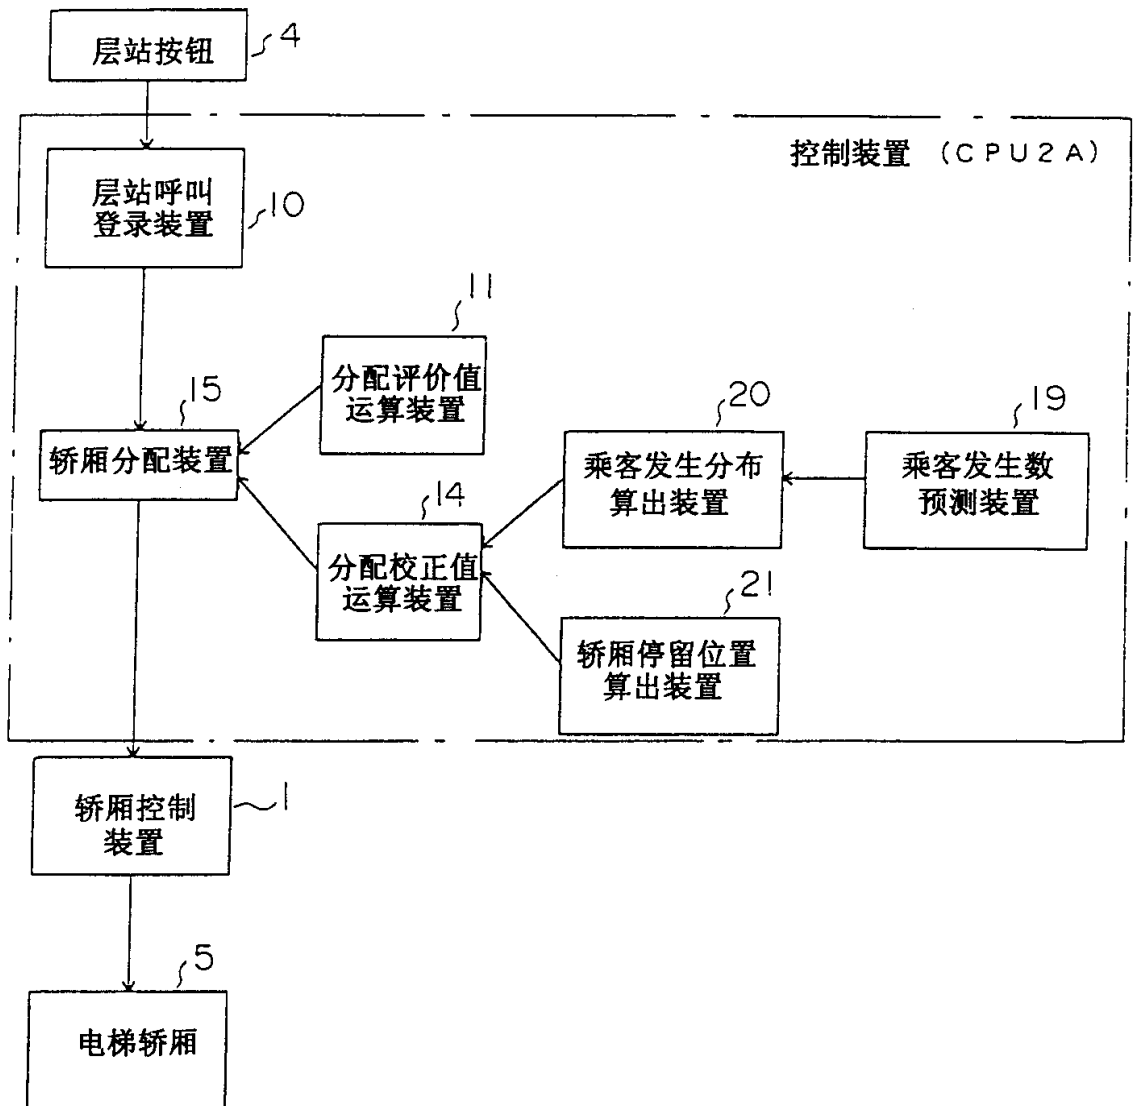 层站按钮
4
控制装置 (CPU2A)
层站呼叫
登录装置
10
11
分配评价值
运算装置
15
轿厢分配装置
20
乘客发生分布
算出装置
19
乘客发生数
预测装置
14
分配校正值
运算装置
21
轿厢停留位置
算出装置
轿厢控制
装置
1
5
电梯轿厢